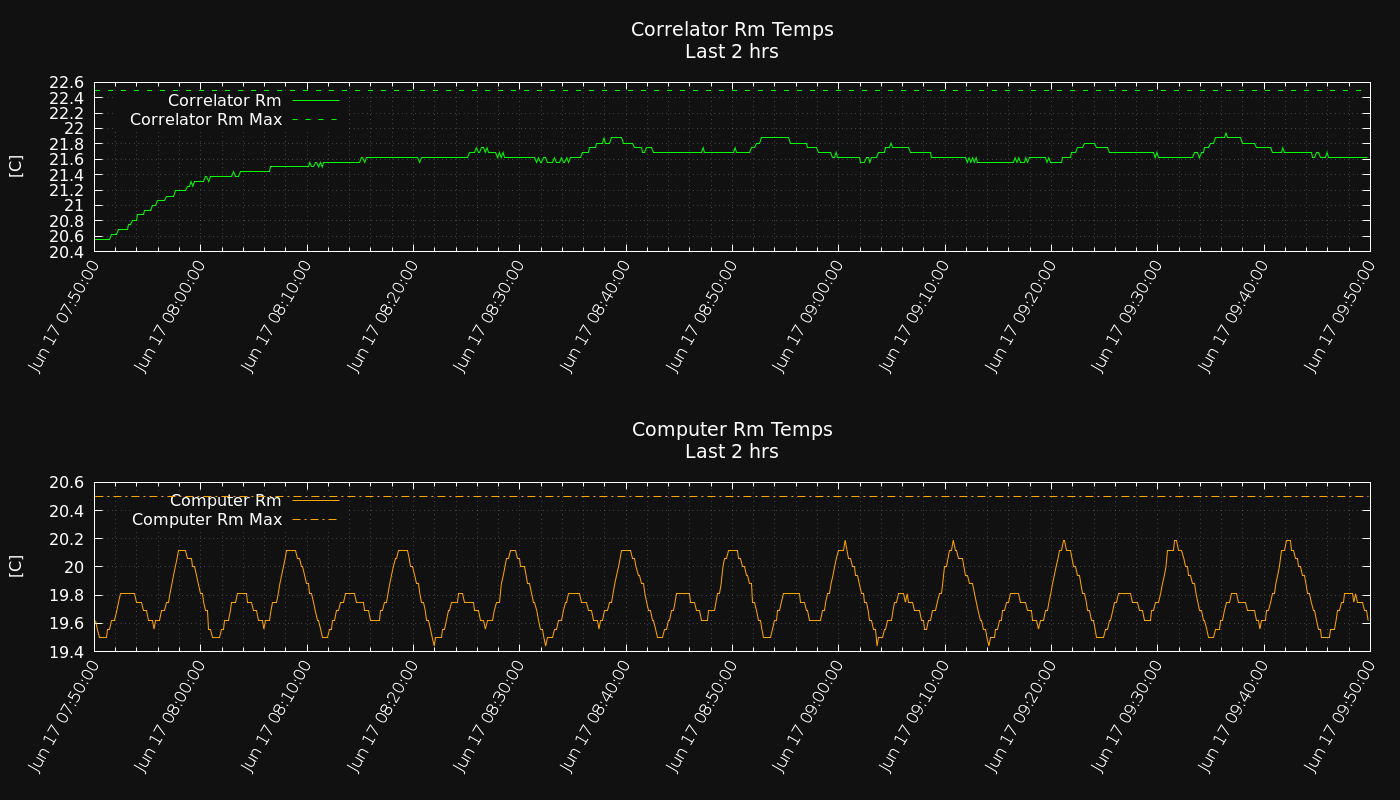 Correlator Rm Temps
Last 2 hrs
22.6
22.4
22.2
22
21.8
21.6
21.4
21.2
21
20.8
20.6
20.4
[C]
Correlator Rm
Correlator Rm Max
Jun 17 07:50:00
Jun 17 08:00:00
Jun 17 08:10:00
Jun 17 08:20:00
Jun 17 08:30:00
Jun 17 08:40:00
Jun 17 08:50:00
Jun 17 09:00:00
Jun 17 09:10:00
Jun 17 09:20:00
Jun 17 09:30:00
Jun 17 09:40:00
Jun 17 09:50:00
Computer Rm Temps
Last 2 hrs
20.6
20.4
20.2
20
19.8
19.6
19.4
[C]
Computer Rm
Computer Rm Max
Jun 17 07:50:00
Jun 17 08:00:00
Jun 17 08:10:00
Jun 17 08:20:00
Jun 17 08:30:00
Jun 17 08:40:00
Jun 17 08:50:00
Jun 17 09:00:00
Jun 17 09:10:00
Jun 17 09:20:00
Jun 17 09:30:00
Jun 17 09:40:00
Jun 17 09:50:00